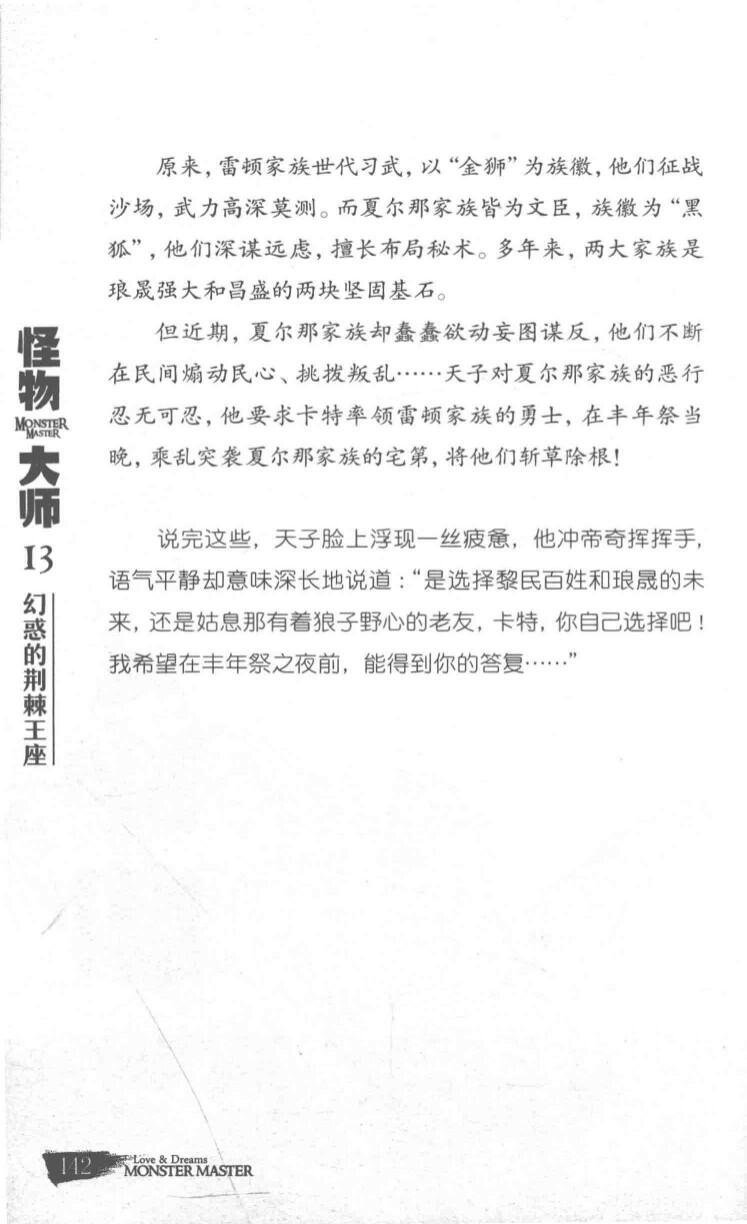 原来，雷顿家族世代习武，以“金狮”为族徽，他们征战
沙场，武力高深莫测。而夏尔那家族皆为文臣，族徽为“黑
狐”，他们深谋远虑，擅长布局秘术。多年来，两大家族是
琅晟强大和昌盛的两块坚固基石。
但近期，夏尔那家族却蠢蠢欲动妄图谋反，他们不断
在民间煽动民心、挑拨叛乱……天子对夏尔那家族的恶行
忍无可忍，他要求卡特率领雷顿家族的勇士，在丰年祭当
晚，乘乱突袭夏尔那家族的宅第，将他们斩草除根！
说完这些，天子脸上浮现一丝疲惫，他冲帝奇挥挥手，
语气平静却意味深长地说道：“是选择黎民百姓和琅晟的未
来，还是姑息那有着狼子野心的老友，卡特，你自己选择吧！
我希望在丰年祭之夜前，能得到你的答复……”
怪物
MONSTER
MASTER
大师
13
幻惑的荆棘王座
142
Love & Dreams
MONSTER MASTER